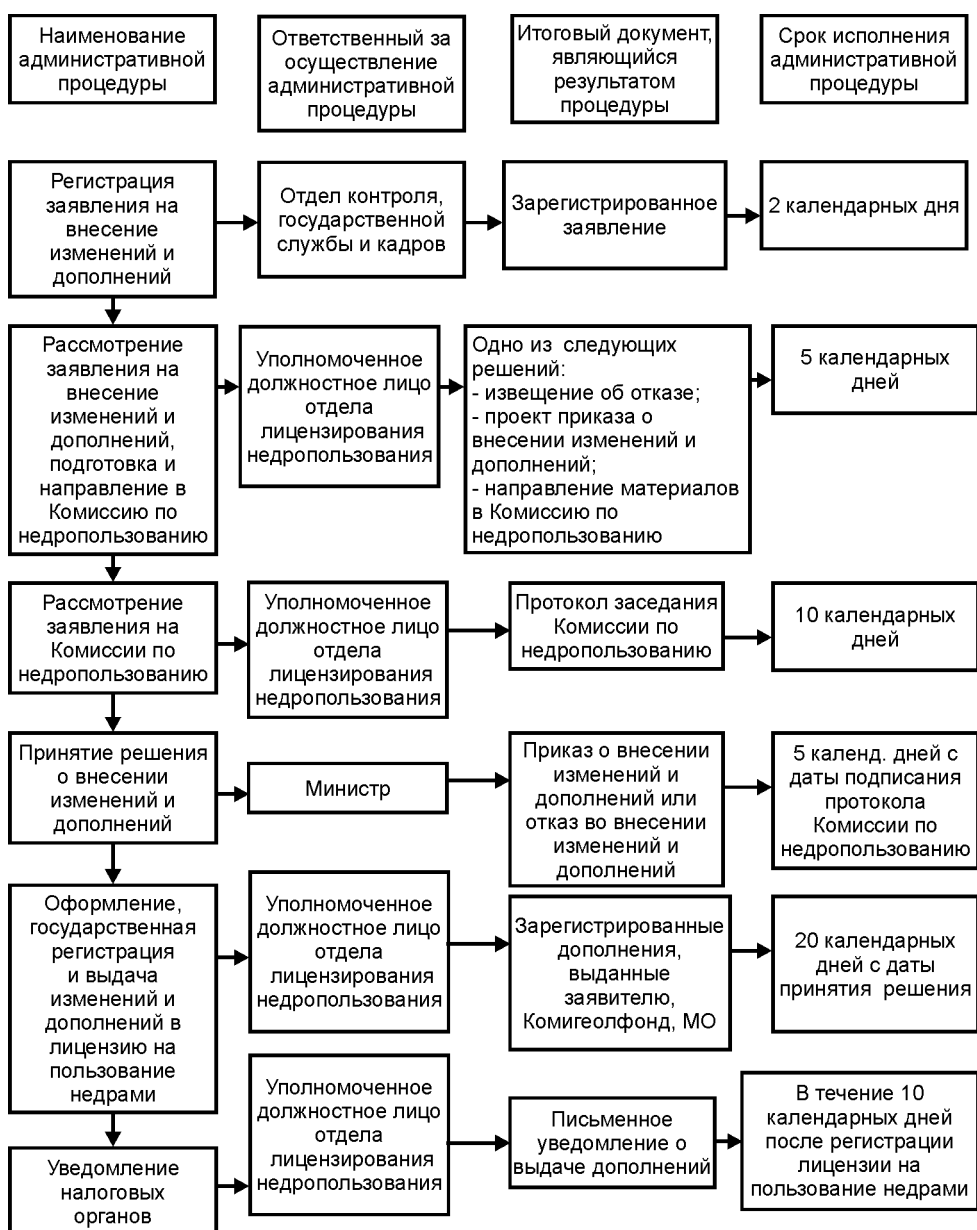 Наименование
административной
процедуры
Ответственный за
осуществление
административной
процедуры
Итоговый документ,
являющийся
результатом
процедуры
Срок исполнения
административной
процедуры
Регистрация
заявления на
внесение
изменений и
дополнений
Отдел контроля,
государственной
службы и кадров
Зарегистрированное
заявление
2 календарных дня
Рассмотрение
заявления на
внесение
изменений и
дополнений,
подготовка и
направление в
Комиссию по
недропользованию
Уполномоченное
должностное лицо
отдела
лицензирования
недропользования
Одно из следующих
решений:
- извещение об отказе;
- проект приказа о
внесении изменений и
дополнений;
- направление материалов
в Комиссию по
недропользованию
5 календарных
дней
Рассмотрение
заявления на
Комиссии по
недропользованию
Уполномоченное
должностное лицо
отдела
лицензирования
недропользования
Протокол заседания
Комиссии по
недропользованию
10 календарных
дней
Принятие решения
о внесении
изменений и
дополнений
Министр
Приказ о внесении
изменений и
дополнений или
отказ во внесении
изменений и
дополнений
5 календ. дней с
даты подписания
протокола
Комиссии по
недропользованию
Оформление,
государственная
регистрация
и выдача
изменений и
дополнений в
лицензию на
пользование
недрами
Уполномоченное
должностное лицо
отдела
лицензирования
недропользования
Зарегистрированные
дополнения,
выданные
заявителю,
Комигеолфонд, МО
20 календарных
дней с даты
принятия решения
Уведомление
налоговых
органов
Уполномоченное
должностное лицо
отдела
лицензирования
недропользования
Письменное
уведомление о
выдаче дополнений
В течение 10
календарных дней
после регистрации
лицензии на
пользование недрами